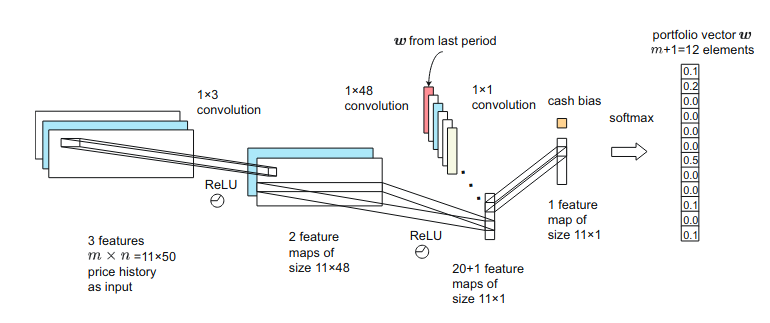 portfolio vector w
m+1=12 elements
w from last period
1×3
convolution
1×48
convolution
1×1
convolution
cash bias
softmax
0.1
0.2
0.0
0.0
0.0
0.0
0.5
0.0
0.0
0.1
0.0
0.1
ReLU
ReLU
3 features
m × n =11×50
price history
as input
2 feature
maps of
size 11×48
20+1 feature
maps of
size 11×1
1 feature
map of
size 11×1